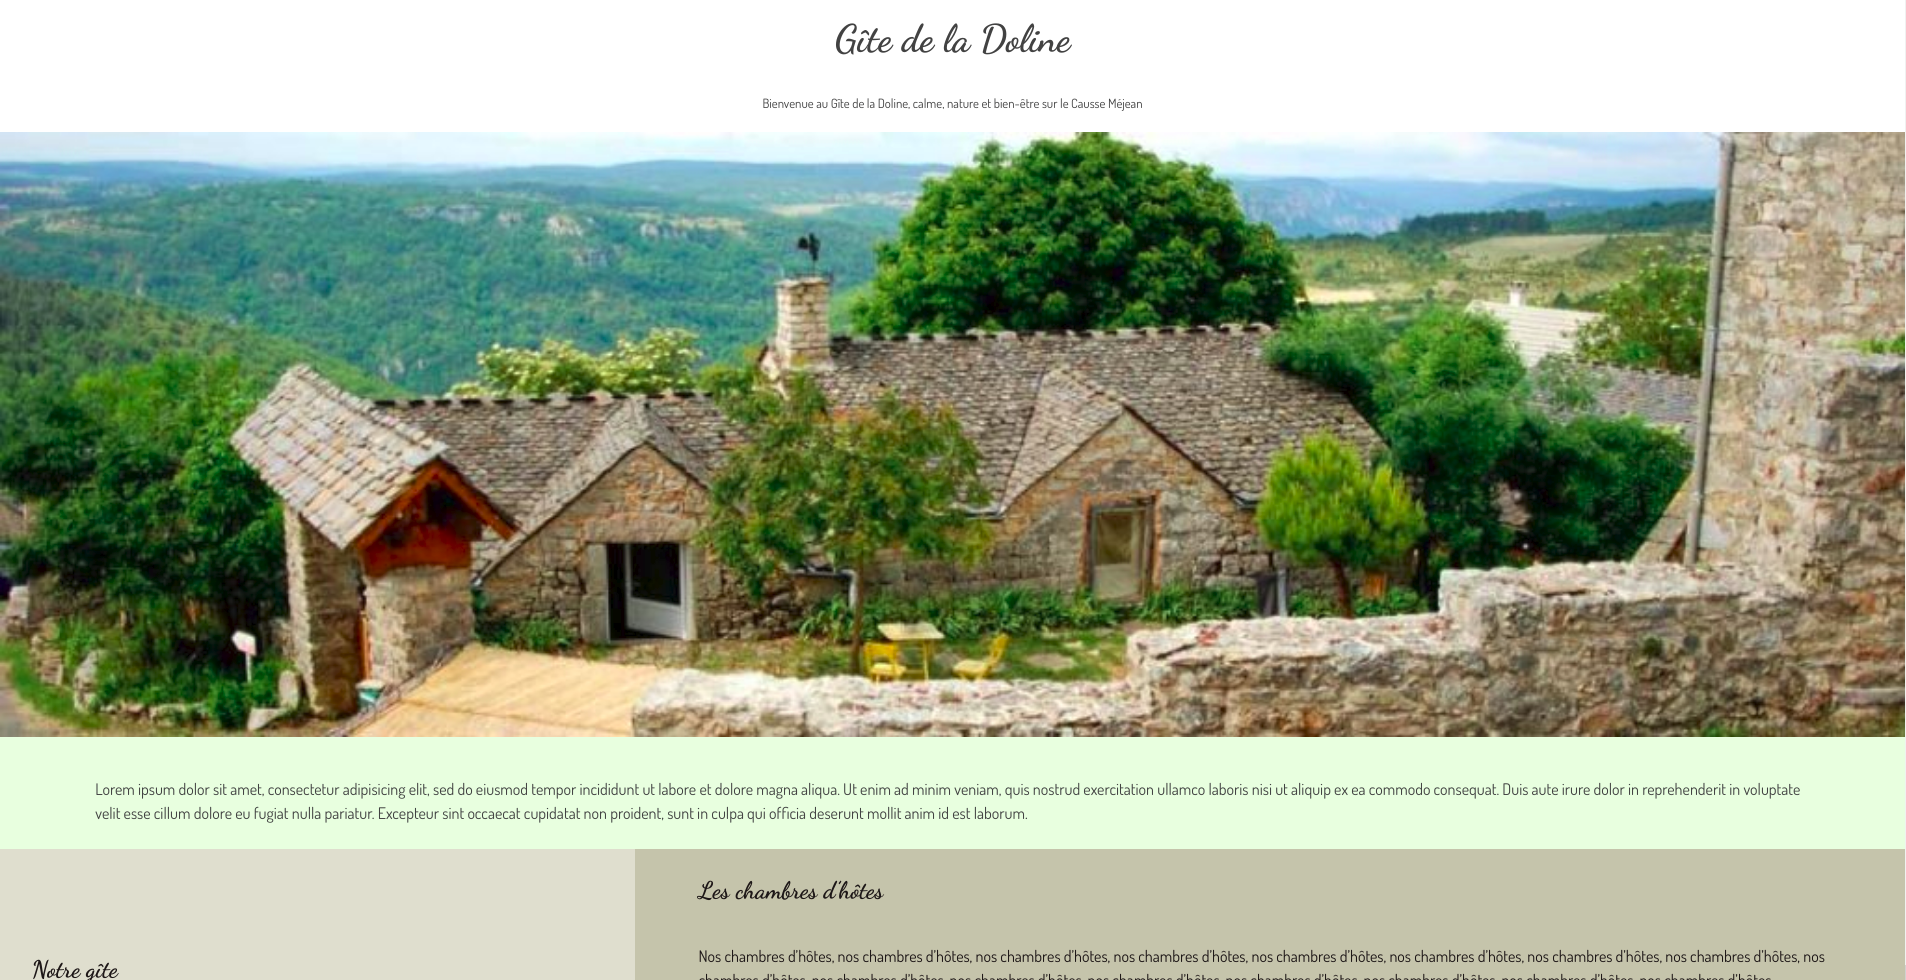 Gîte de la Doline
Bienvenue au Gîte de la Doline, calme, nature et bien-être sur le Causse Méjean
Lorem ipsum dolor sit amet, consectetur adipisicing elit, sed do eiusmod tempor incididunt ut labore et dolore magna aliqua. Ut enim ad minim veniam, quis nostrud exercitation ullamco laboris nisi ut aliquip ex ea commodo consequat. Duis aute irure dolor in reprehenderit in voluptate
velit esse cillum dolore eu fugiat nulla pariatur. Excepteur sint occaecat cupidatat non proident, sunt in culpa qui officia deserunt mollit anim id est laborum.
Les chambres d'hôtes
Nos chambres d'hôtes, nos chambres d'hôtes, nos chambres d'hôtes, nos chambres d'hôtes, nos chambres d'hôtes, nos chambres d'hôtes, nos chambres d'hôtes, nos chambres d'hôtes, nos
Notre gîte